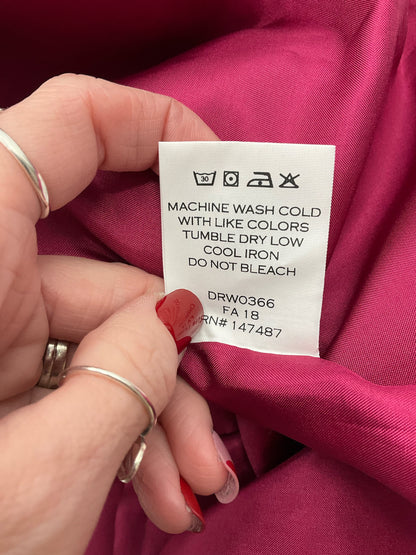 30
MACHINE WASH COLD
WITH LIKE COLORS
TUMBLE DRY LOW
COOL IRON
DO NOT BLEACH
DRW0366
FA 18
RN# 147487